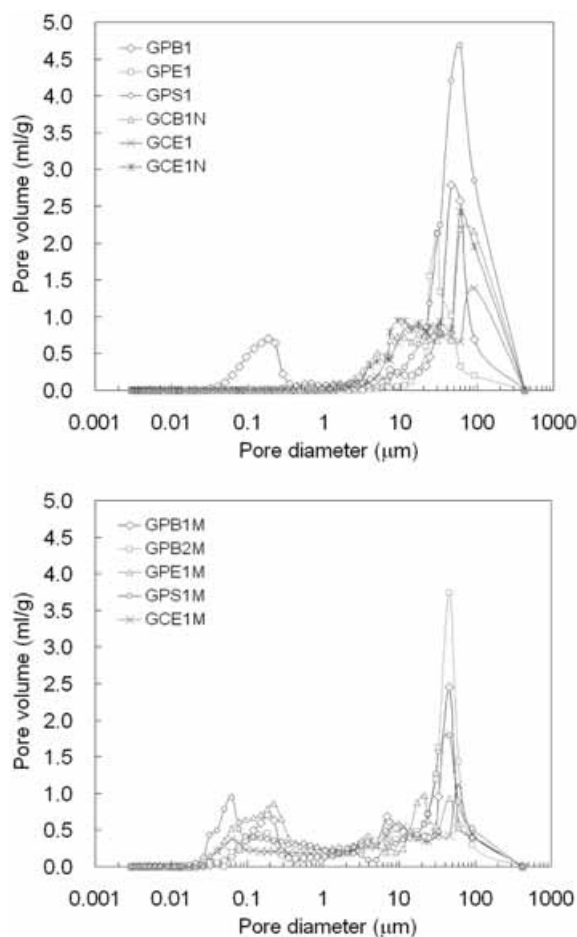 5.0
4.5
4.0
3.5
3.0
2.5
2.0
1.5
1.0
0.5
0.0
Pore volume (ml/g)
GPB1
GPE1
GPS1
GCB1N
GCE1
GCE1N
0.001 0.01 0.1 1 10 100 1000
Pore diameter (μm)
5.0
4.5
4.0
3.5
3.0
2.5
2.0
1.5
1.0
0.5
0.0
Pore volume (ml/g)
GPB1M
GPB2M
GPE1M
GPS1M
GCE1M
0.001 0.01 0.1 1 10 100 1000
Pore diameter (μm)